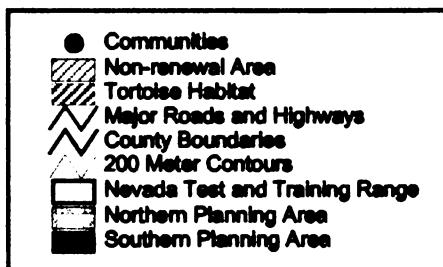 Communities
Non-renewal Area
Tortoise Habitat
Major Roads and Highways
County Boundaries
200 Meter Contours
Nevada Test and Training Range
Northern Planning Area
Southern Planning Area